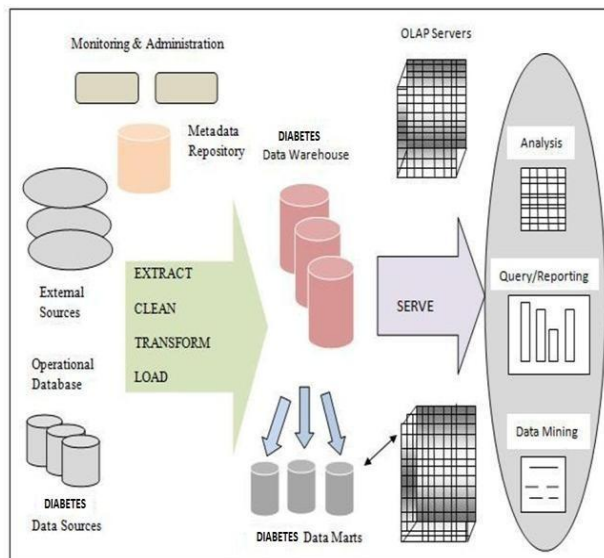 Monitoring & Administration
OLAP Servers
Metadata
Repository
DIABETES
Data Warehouse
Analysis
External
Sources
EXTRACT
CLEAN
TRANSFORM
LOAD
SERVE
Query/Reporting
Operational
Database
DIABETES
Data Sources
DIABETES Data Marts
Data Mining